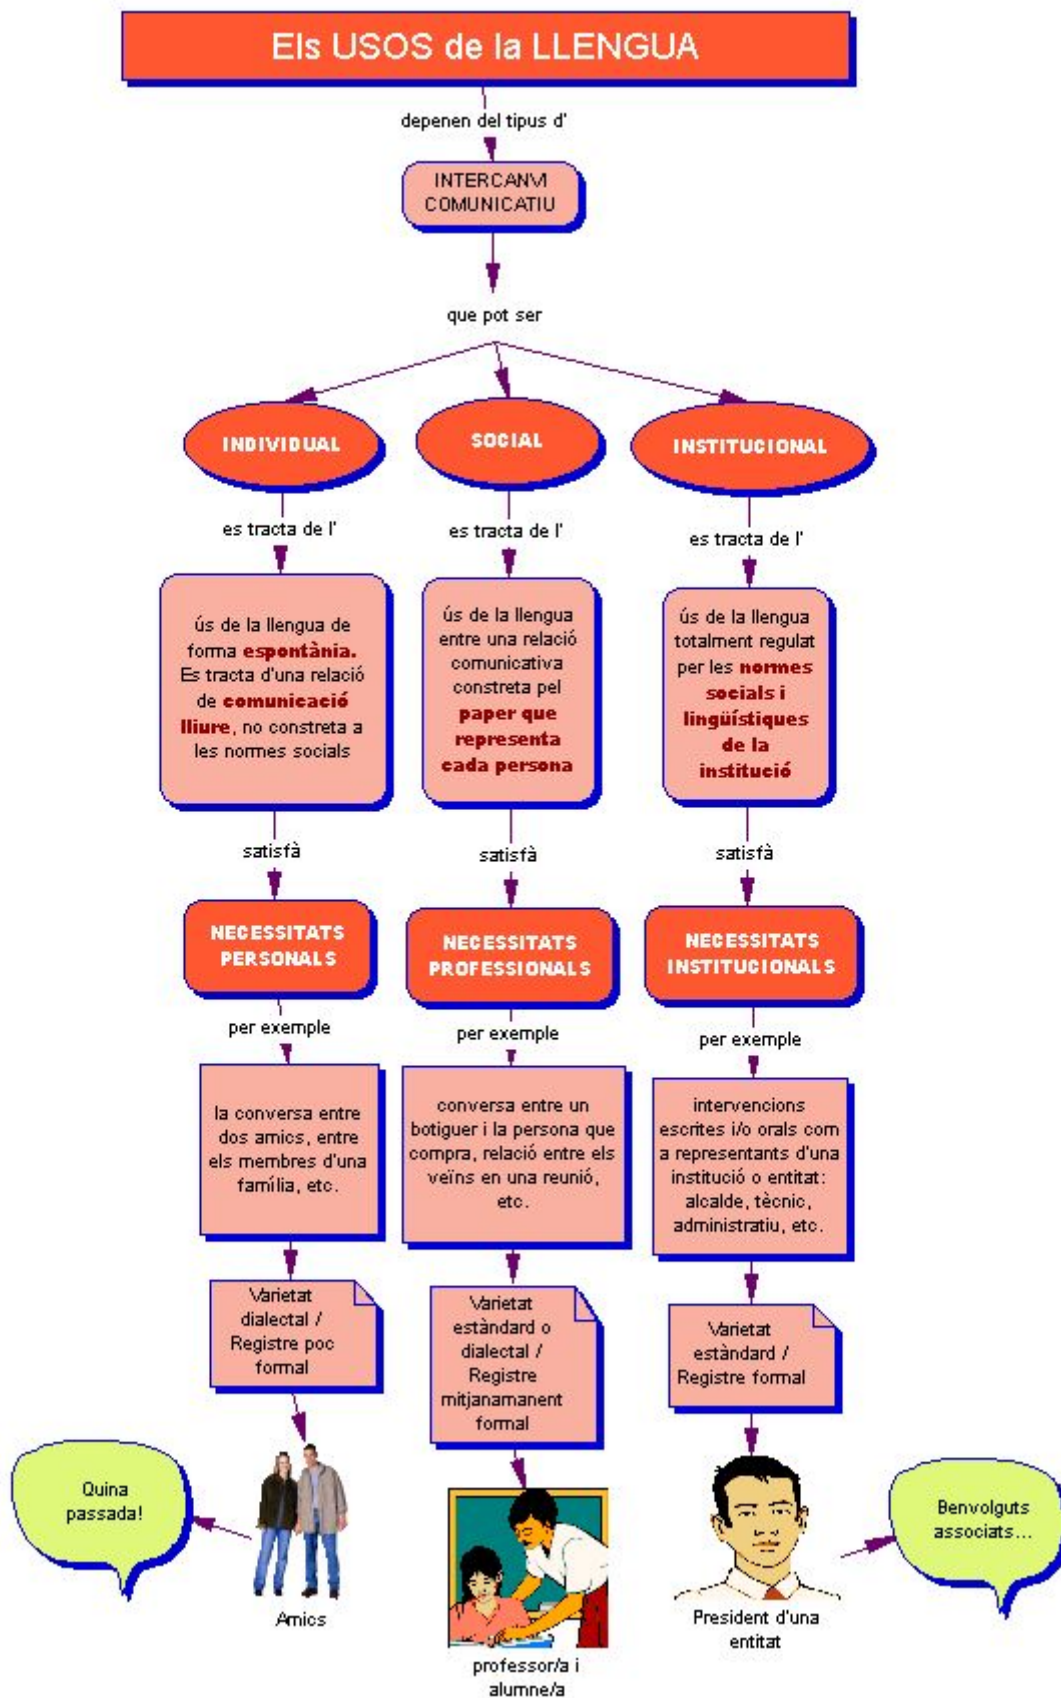 Els USOS de la LLENGUA
depenen del tipus d'
INTERCANVI
COMUNICATIU
que pot ser
INDIVIDUAL
es tracta de l'
ús de la llengua de
forma espontània.
Es tracta d'una relació
de comunicació
lliure, no constreta a
les normes socials
satisfà
NECESSITATS
PERSONALS
per exemple
la conversa entre
dos amics, entre
els membres d'una
família, etc.
Varietat
dialectal /
Registre poc
formal
Quina
passada!
Amics
SOCIAL
es tracta de l'
ús de la llengua
entre una relació
comunicativa
constreta pel
paper que
representa
cada persona
satisfà
NECESSITATS
PROFESSIONALS
per exemple
conversa entre un
botiguer i la persona que
compra, relació entre els
veïns en una reunió,
etc.
Varietat
estàndard o
dialectal /
Registre
mitjanamanent
formal
professor/a i
alumne/a
INSTITUCIONAL
es tracta de l'
ús de la llengua
totalment regulat
per les normes
socials i
lingüístiques
de la
institució
satisfà
NECESSITATS
INSTITUCIONALS
per exemple
intervencions
escrites i/o orals com
a representants d'una
institució o entitat:
alcalde, tècnic,
administratiu, etc.
Varietat
estàndard /
Registre formal
President d'una
entitat
Benvolguts
associats...